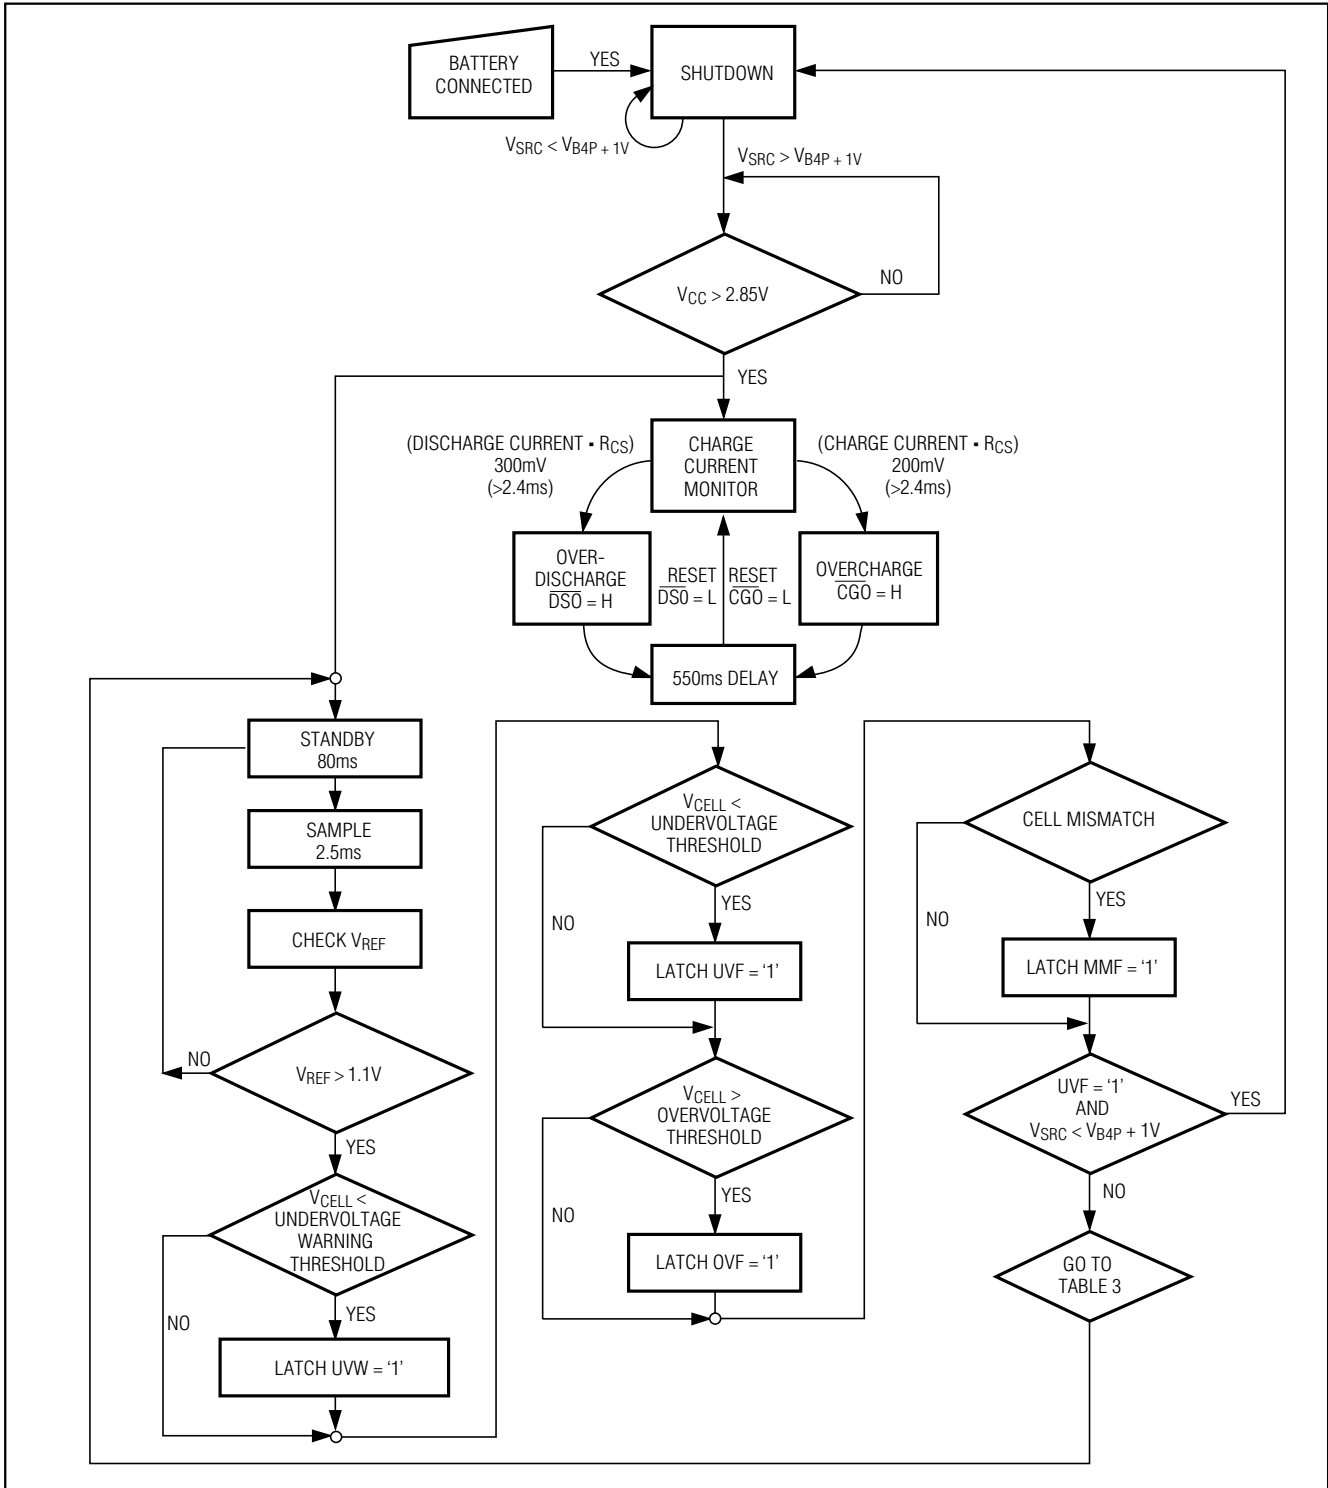 BATTERY
CONNECTED
YES
SHUTDOWN
VSRC < VB4P + 1V
VSRC > VB4P + 1V
VCC > 2.85V
NO
YES
(DISCHARGE CURRENT ▪ RCS)
300mV
(>2.4ms)
CHARGE
CURRENT
MONITOR
(CHARGE CURRENT ▪ RCS)
200mV
(>2.4ms)
OVER-
DISCHARGE
D̅S̅O̅ = H
RESET
D̅S̅O̅ = L
RESET
C̅G̅O̅ = L
OVERCHARGE
C̅G̅O̅ = H
550ms DELAY
STANDBY
80ms
SAMPLE
2.5ms
CHECK VREF
VREF > 1.1V
NO
YES
VCELL <
UNDERVOLTAGE
WARNING
THRESHOLD
NO
YES
LATCH UVW = ‘1’
VCELL <
UNDERVOLTAGE
THRESHOLD
NO
YES
LATCH UVF = ‘1’
VCELL >
OVERVOLTAGE
THRESHOLD
NO
YES
LATCH OVF = ‘1’
CELL MISMATCH
NO
YES
LATCH MMF = ‘1’
UVF = ‘1’
AND
VSRC < VB4P + 1V
YES
NO
GO TO
TABLE 3